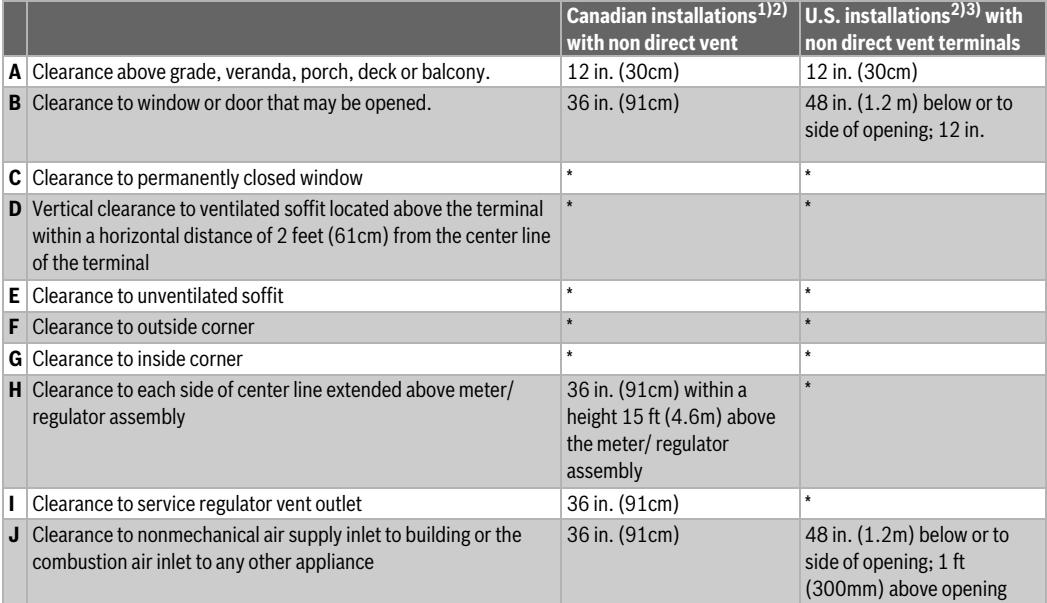 Canadian installations1)2) with non direct vent
U.S. installations2)3) with non direct vent terminals
A Clearance above grade, veranda, porch, deck or balcony. 12 in. (30cm) 12 in. (30cm)
B Clearance to window or door that may be opened. 36 in. (91cm) 48 in. (1.2 m) below or to
side of opening; 12 in.
C Clearance to permanently closed window * *
D Vertical clearance to ventilated soffit located above the terminal * *
within a horizontal distance of 2 feet (61cm) from the center line
of the terminal
E Clearance to unventilated soffit * *
F Clearance to outside corner * *
G Clearance to inside corner * *
H Clearance to each side of center line extended above meter/
regulator assembly
36 in. (91cm) within a
height 15 ft (4.6m) above
the meter/ regulator
assembly
*
I Clearance to service regulator vent outlet 36 in. (91cm) *
J Clearance to nonmechanical air supply inlet to building or the
combustion air inlet to any other appliance
36 in. (91cm)
48 in. (1.2m) below or to
side of opening; 1 ft
(300mm) above opening